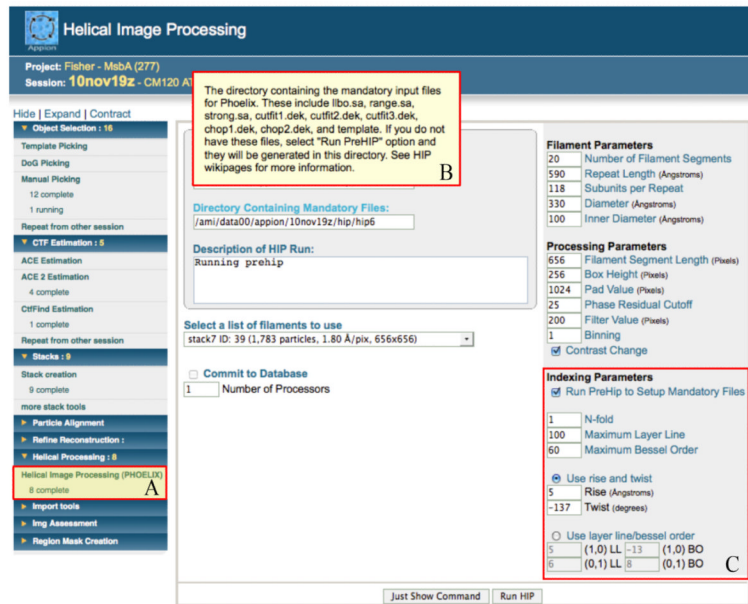 Appion
Helical Image Processing
Project: Fisher - MsbA (277)
Session: 10nov19z - CM120 AT
Hide | Expand | Contract
Object Selection : 16
Template Picking
DoG Picking
Manual Picking
12 complete
1 running
Repeat from other session
CTF Estimation : 5
ACE Estimation
ACE 2 Estimation
4 complete
CtfFind Estimation
1 complete
Repeat from other session
Stacks : 9
Stack creation
9 complete
more stack tools
Particle Alignment
Refine Reconstruction :
Helical Processing : 8
Helical Image Processing (PHOELIX)
8 complete
A
Import tools
Img Assessment
Region Mask Creation
The directory containing the mandatory input files
for Phoelix. These include llbo.sa, range.sa,
strong.sa, cutfit1.dek, cutfit2.dek, cutfit3.dek,
chop1.dek, chop2.dek, and template. If you do not
have these files, select "Run PreHIP" option and
they will be generated in this directory. See HIP
wikipages for more information.
B
Directory Containing Mandatory Files:
/ami/data00/appion/10nov19z/hip/hip6
Description of HIP Run:
Running prehip
Select a list of filaments to use
stack7 ID: 39 (1,783 particles, 1.80 Å/pix, 656x656)
Commit to Database
1 Number of Processors
Filament Parameters
20 Number of Filament Segments
590 Repeat Length (Angstroms)
118 Subunits per Repeat
330 Diameter (Angstroms)
100 Inner Diameter (Angstroms)
Processing Parameters
656 Filament Segment Length (Pixels)
256 Box Height (Pixels)
1024 Pad Value (Pixels)
25 Phase Residual Cutoff
200 Filter Value (Pixels)
1 Binning
Contrast Change
Indexing Parameters
Run PreHip to Setup Mandatory Files
1 N-fold
100 Maximum Layer Line
60 Maximum Bessel Order
Use rise and twist
5 Rise (Angstroms)
-137 Twist (degrees)
Use layer line/bessel order
5 (1,0) LL -13 (1,0) BO
6 (0,1) LL 8 (0,1) BO
C
Just Show Command Run HIP